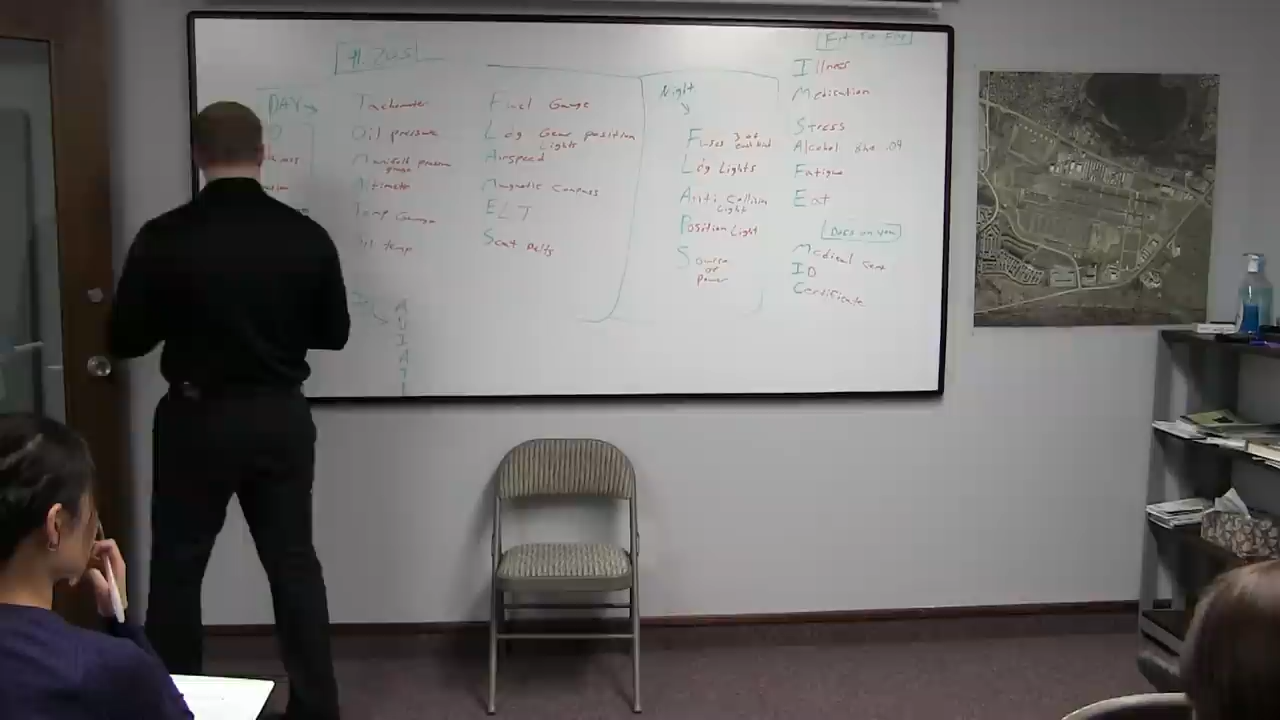 91.205
DAY →
Tachometer
Oil pressure
Manifold pressure
gauge
Altimeter
Temp Gauge
Oil temp
A
V
I
A
T
I
Fuel Gauge
Ldg Gear position
Lights
Airspeed
Magnetic Compass
ELT
Seat Belts
Night
Fuses 3 of
each kind
Ldg Lights
Anti Collision
Light
Position Light
Source
of
power
Fit To Fly
Illness
Medication
Stress
Alcohol 8hr .04
Fatigue
Eat
Docs on you
Medical Cert
ID
Certificate